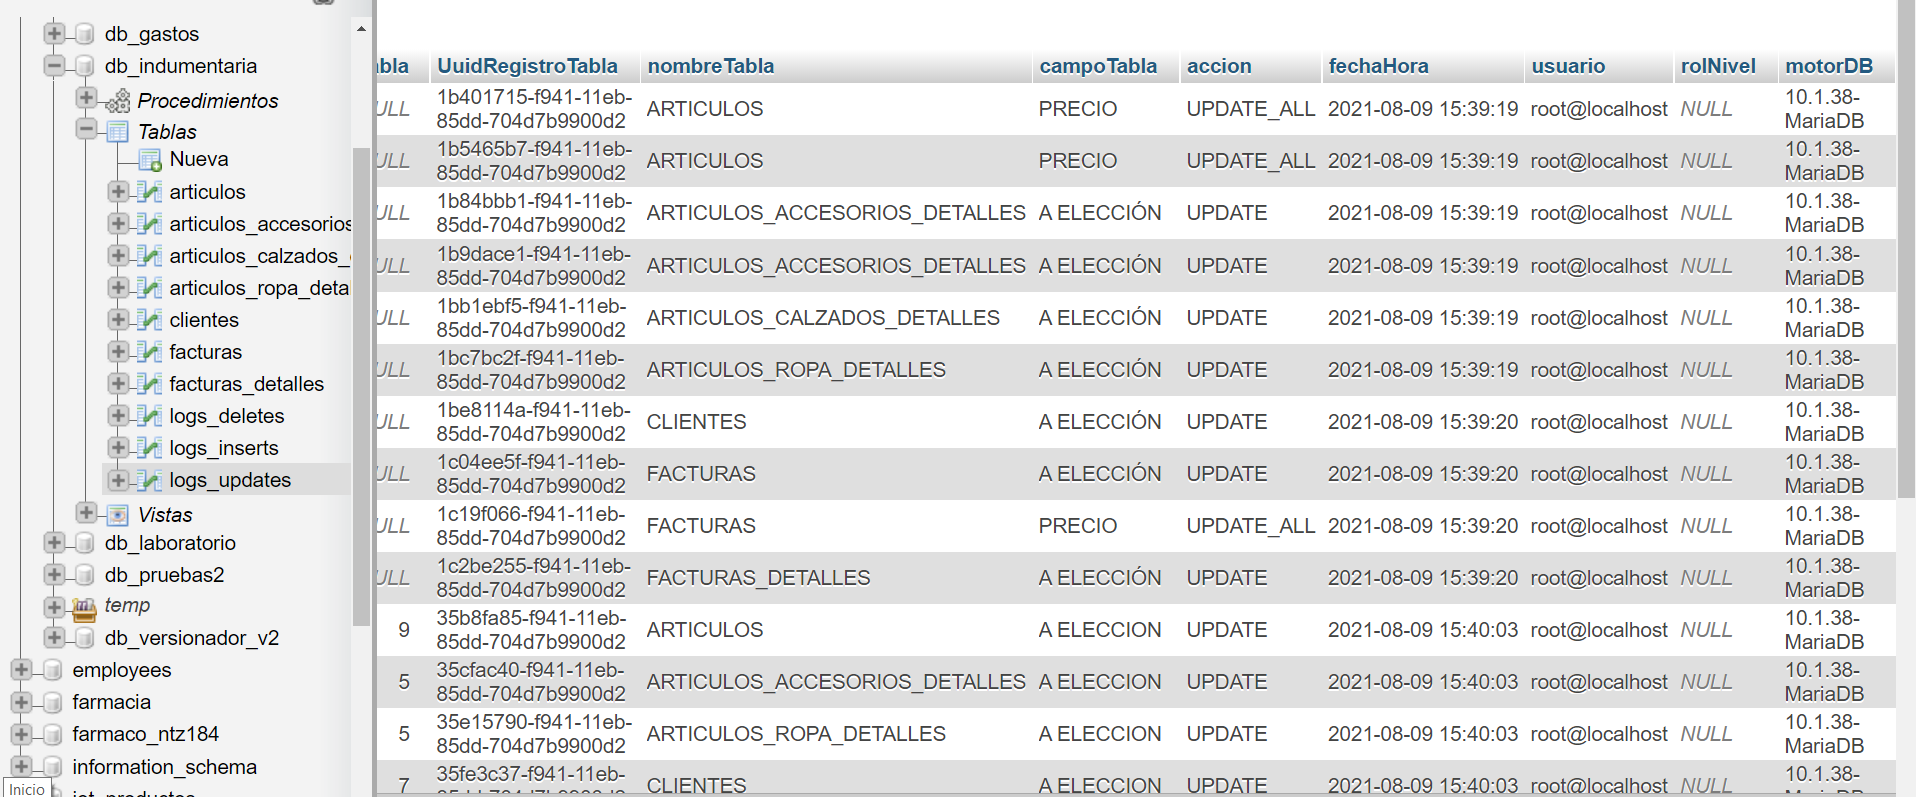 db_gastos
db_indumentaria
Procedimientos
Tablas
Nueva
articulos
articulos_accesorios
articulos_calzados_
articulos_ropa_detal
clientes
facturas
facturas_detalles
logs_deletes
logs_inserts
logs_updates
Vistas
db_laboratorio
db_pruebas2
temp
db_versionador_v2
employees
farmacia
farmaco_ntz184
information_schema
Inicio
abla UuidRegistroTabla nombreTabla campoTabla accion fechaHora usuario rolNivel motorDB
NULL 1b401715-f941-11eb- ARTICULOS PRECIO UPDATE_ALL 2021-08-09 15:39:19 root@localhost NULL 10.1.38-
85dd-704d7b9900d2 MariaDB
NULL 1b5465b7-f941-11eb- ARTICULOS PRECIO UPDATE_ALL 2021-08-09 15:39:19 root@localhost NULL 10.1.38-
85dd-704d7b9900d2 MariaDB
NULL 1b84bbb1-f941-11eb- ARTICULOS_ACCESORIOS_DETALLES A ELECCIÓN UPDATE 2021-08-09 15:39:19 root@localhost NULL 10.1.38-
85dd-704d7b9900d2 MariaDB
NULL 1b9dace1-f941-11eb- ARTICULOS_ACCESORIOS_DETALLES A ELECCIÓN UPDATE 2021-08-09 15:39:19 root@localhost NULL 10.1.38-
85dd-704d7b9900d2 MariaDB
NULL 1bb1ebf5-f941-11eb- ARTICULOS_CALZADOS_DETALLES A ELECCIÓN UPDATE 2021-08-09 15:39:19 root@localhost NULL 10.1.38-
85dd-704d7b9900d2 MariaDB
NULL 1bc7bc2f-f941-11eb- ARTICULOS_ROPA_DETALLES A ELECCIÓN UPDATE 2021-08-09 15:39:19 root@localhost NULL 10.1.38-
85dd-704d7b9900d2 MariaDB
NULL 1be8114a-f941-11eb- CLIENTES A ELECCIÓN UPDATE 2021-08-09 15:39:20 root@localhost NULL 10.1.38-
85dd-704d7b9900d2 MariaDB
NULL 1c04ee5f-f941-11eb- FACTURAS A ELECCIÓN UPDATE 2021-08-09 15:39:20 root@localhost NULL 10.1.38-
85dd-704d7b9900d2 MariaDB
NULL 1c19f066-f941-11eb- FACTURAS PRECIO UPDATE_ALL 2021-08-09 15:39:20 root@localhost NULL 10.1.38-
85dd-704d7b9900d2 MariaDB
NULL 1c2be255-f941-11eb- FACTURAS_DETALLES A ELECCIÓN UPDATE 2021-08-09 15:39:20 root@localhost NULL 10.1.38-
85dd-704d7b9900d2 MariaDB
9 35b8fa85-f941-11eb- ARTICULOS A ELECCION UPDATE 2021-08-09 15:40:03 root@localhost NULL 10.1.38-
85dd-704d7b9900d2 MariaDB
5 35cfac40-f941-11eb- ARTICULOS_ACCESORIOS_DETALLES A ELECCION UPDATE 2021-08-09 15:40:03 root@localhost NULL 10.1.38-
85dd-704d7b9900d2 MariaDB
5 35e15790-f941-11eb- ARTICULOS_ROPA_DETALLES A ELECCION UPDATE 2021-08-09 15:40:03 root@localhost NULL 10.1.38-
85dd-704d7b9900d2 MariaDB
7 35fe3c37-f941-11eb- CLIENTES A ELECCION UPDATE 2021-08-09 15:40:03 root@localhost NULL 10.1.38-